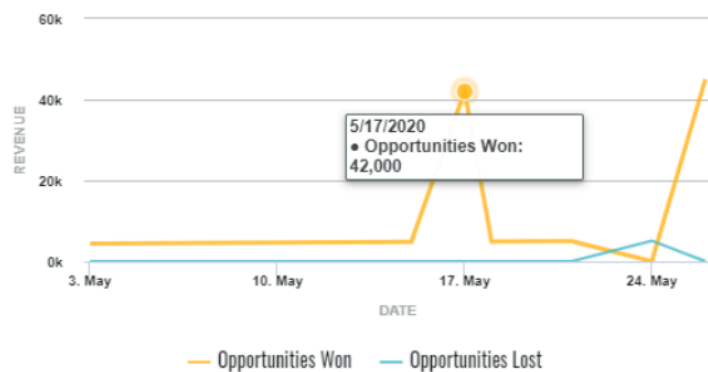 60k
40k
20k
0k
REVENUE
5/17/2020
● Opportunities Won:
42,000
3. May
10. May
17. May
24. May
DATE
Opportunities Won
Opportunities Lost